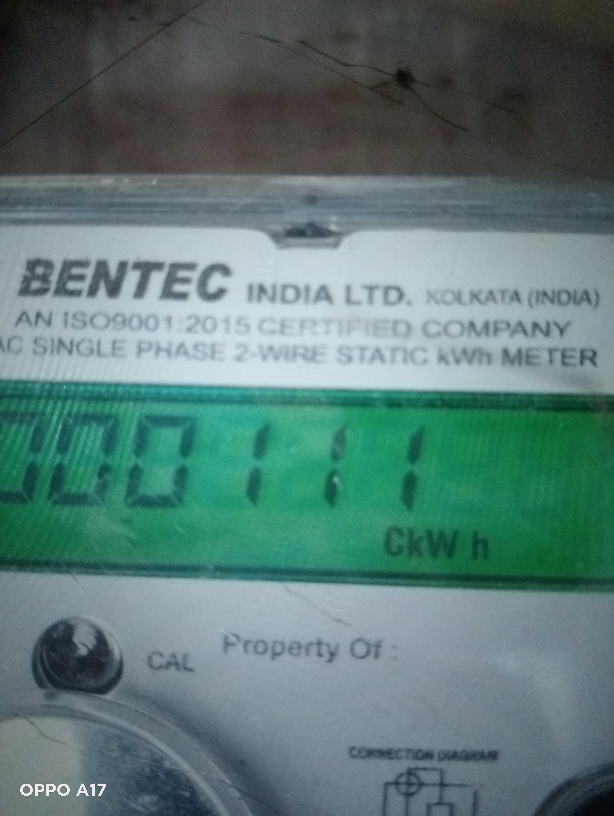 BENTEC INDIA LTD. KOLKATA (INDIA)
AN ISO9001:2015 CERTIFIED COMPANY
AC SINGLE PHASE 2-WIRE STATIC kWh METER
000111
CkW h
CAL
Property Of :
CONNECTION DIAGRAM
OPPO A17